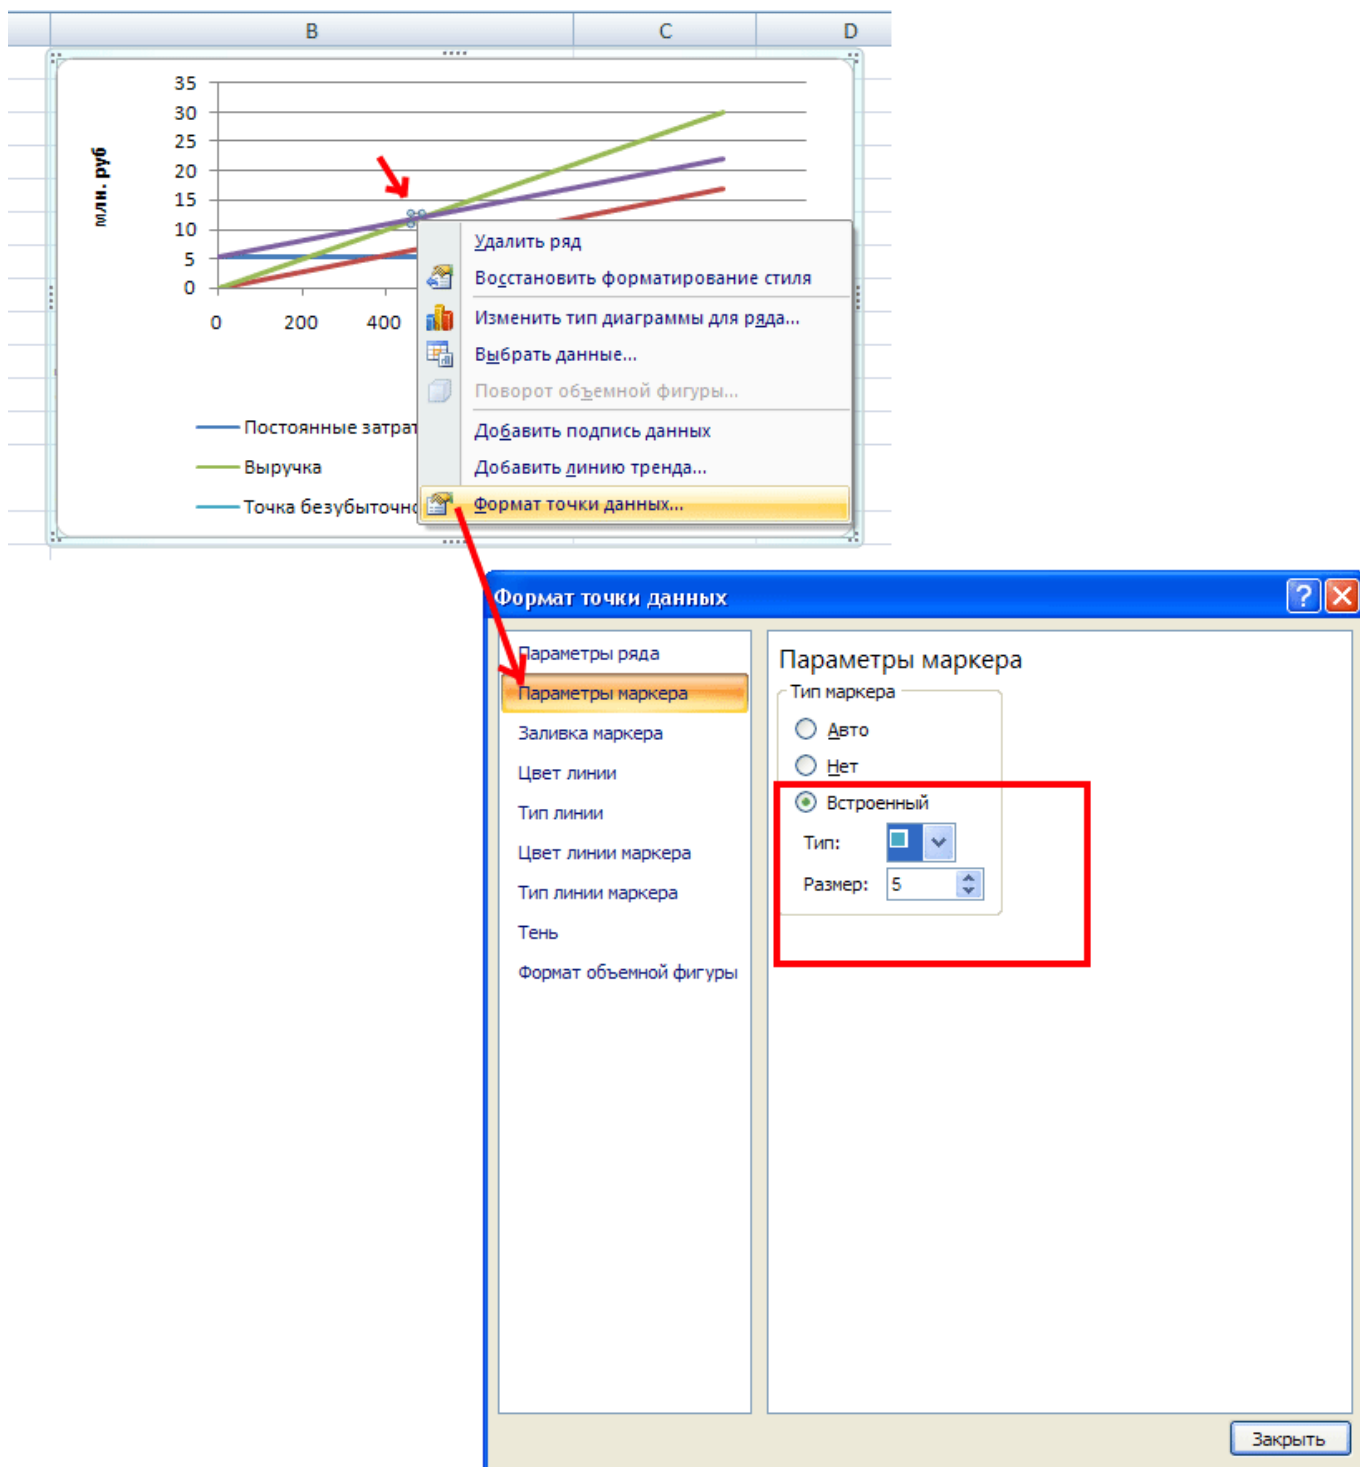 B C D
35
30
25
20
15
10
5
0
млн. руб
0 200 400
Постоянные затрат
Выручка
Точка безубыточно
Удалить ряд
Восстановить форматирование стиля
Изменить тип диаграммы для ряда...
Выбрать данные...
Поворот объемной фигуры...
Добавить подпись данных
Добавить линию тренда...
Формат точки данных...
Формат точки данных
Параметры ряда
Параметры маркера
Заливка маркера
Цвет линии
Тип линии
Цвет линии маркера
Тип линии маркера
Тень
Формат объемной фигуры
Параметры маркера
Тип маркера
Авто
Нет
Встроенный
Тип:
Размер: 5
Закрыть